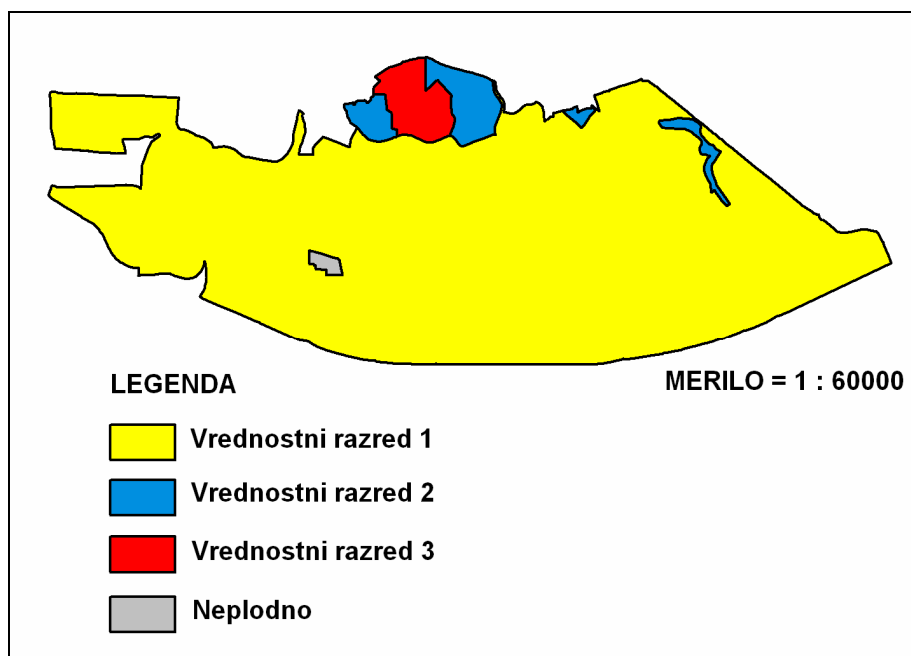 LEGENDA
MERILO = 1 : 60000
Vrednostni razred 1
Vrednostni razred 2
Vrednostni razred 3
Neplodno